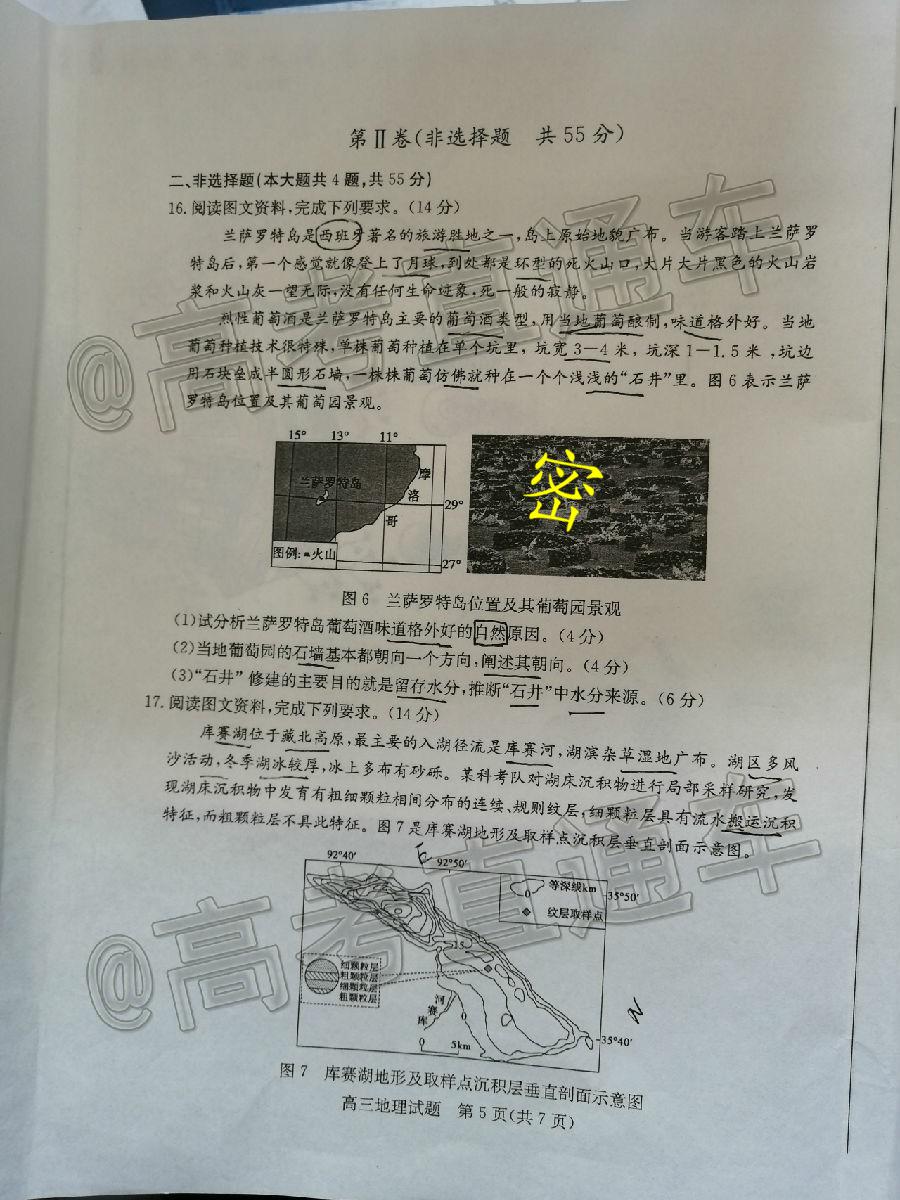 第Ⅱ卷(非选择题 共55分)
二、非选择题(本大题共4题,共55分)
16.阅读图文资料,完成下列要求。(14分)
兰萨罗特岛是西班牙著名的旅游胜地之一,岛上原始地貌广布。当游客踏上兰萨罗
特岛后,第一个感觉就像登上了月球,到处都是环型的死火山口,大片大片黑色的火山岩
浆和火山灰一望无际,没有任何生命迹象,死一般的寂静。
烈性葡萄酒是兰萨罗特岛主要的葡萄酒类型,用当地葡萄酿制,味道格外好。当地
葡萄种植技术很特殊,单株葡萄种植在单个坑里,坑宽3—4米,坑深1—1.5米,坑边
用石块垒成半圆形石墙,一株株葡萄仿佛就种在一个个浅浅的“石井”里。图6表示兰萨
罗特岛位置及其葡萄园景观。
15° 13° 11°
兰萨罗特岛
摩
洛
哥
29°
27°
图例:火山
密
图6 兰萨罗特岛位置及其葡萄园景观
(1)试分析兰萨罗特岛葡萄酒味道格外好的自然原因。(4分)
(2)当地葡萄园的石墙基本都朝向一个方向,阐述其朝向。(4分)
(3)“石井”修建的主要目的就是留存水分,推断“石井”中水分来源。(6分)
17.阅读图文资料,完成下列要求。(14分)
库赛湖位于藏北高原,最主要的入湖径流是库赛河,湖滨杂草湿地广布。湖区多风
沙活动,冬季湖冰较厚,冰上多布有砂砾。某科考队对湖床沉积物进行局部采样研究,发
现湖床沉积物中发育有粗细颗粒相间分布的连续、规则纹层,细颗粒层具有流水搬运沉积
特征,而粗颗粒层不具此特征。图7是库赛湖地形及取样点沉积层垂直剖面示意图。
92°40′ 92°50′
等深线km
0
纹层取样点
35°50′
15
细颗粒层
粗颗粒层
细颗粒层
粗颗粒层
河
赛
库
0
0 5km
35°40′
N
图7 库赛湖地形及取样点沉积层垂直剖面示意图
高三地理试题 第5页(共7页)
@高考直通车
@高考直通车